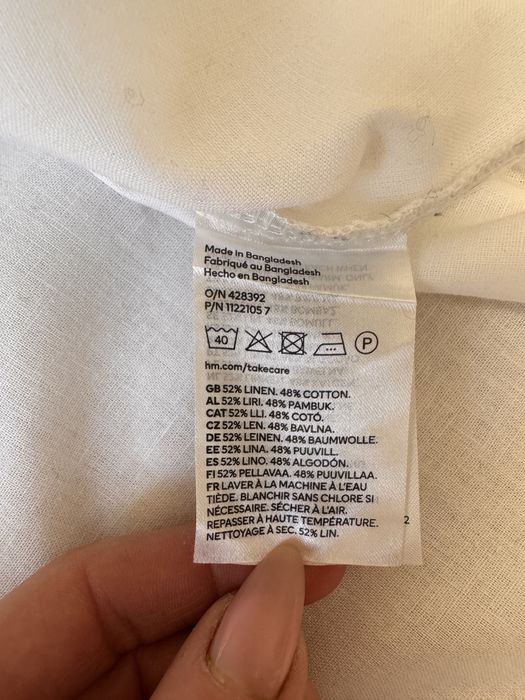 Made in Bangladesh
Fabriqué au Bangladesh
Hecho en Bangladesh
O/N 428392
P/N 1122105 7
40 P
hm.com/takecare
GB 52% LINEN. 48% COTTON.
AL 52% LIRI. 48% PAMBUK.
CAT 52% LLI. 48% COTÓ.
CZ 52% LEN. 48% BAVLNA.
DE 52% LEINEN. 48% BAUMWOLLE.
EE 52% LINA. 48% PUUVILL.
ES 52% LINO. 48% ALGODÓN.
FI 52% PELLAVAA. 48% PUUVILLAA.
FR LAVER À LA MACHINE À L'EAU
TIÈDE. BLANCHIR SANS CHLORE SI
NÉCESSAIRE. SÉCHER À L'AIR.
REPASSER À HAUTE TEMPÉRATURE.
NETTOYAGE À SEC. 52% LIN.
2